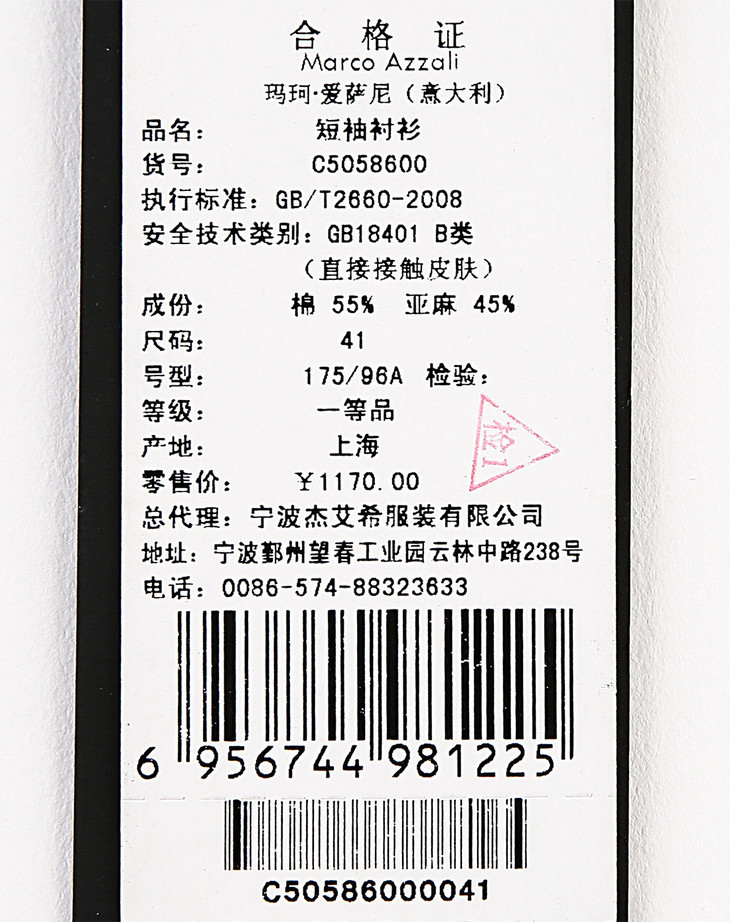 合格证
Marco Azzali
玛珂·爱萨尼（意大利）
品名： 短袖衬衫
货号： C5058600
执行标准：GB/T2660-2008
安全技术类别：GB18401 B类
（直接接触皮肤）
成份： 棉 55% 亚麻 45%
尺码： 41
号型： 175/96A 检验：
等级： 一等品
检1
产地： 上海
零售价： ¥1170.00
总代理：宁波杰艾希服装有限公司
地址：宁波鄞州望春工业园云林中路238号
电话：0086-574-88323633
6 956744 981225
C50586000041